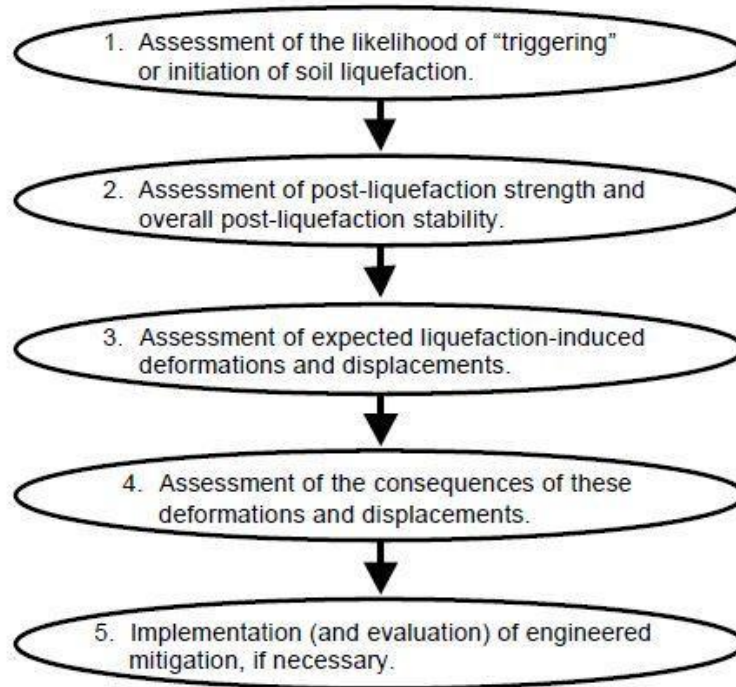 1. Assessment of the likelihood of “triggering”
or initiation of soil liquefaction.
2. Assessment of post-liquefaction strength and
overall post-liquefaction stability.
3. Assessment of expected liquefaction-induced
deformations and displacements.
4. Assessment of the consequences of these
deformations and displacements.
5. Implementation (and evaluation) of engineered
mitigation, if necessary.